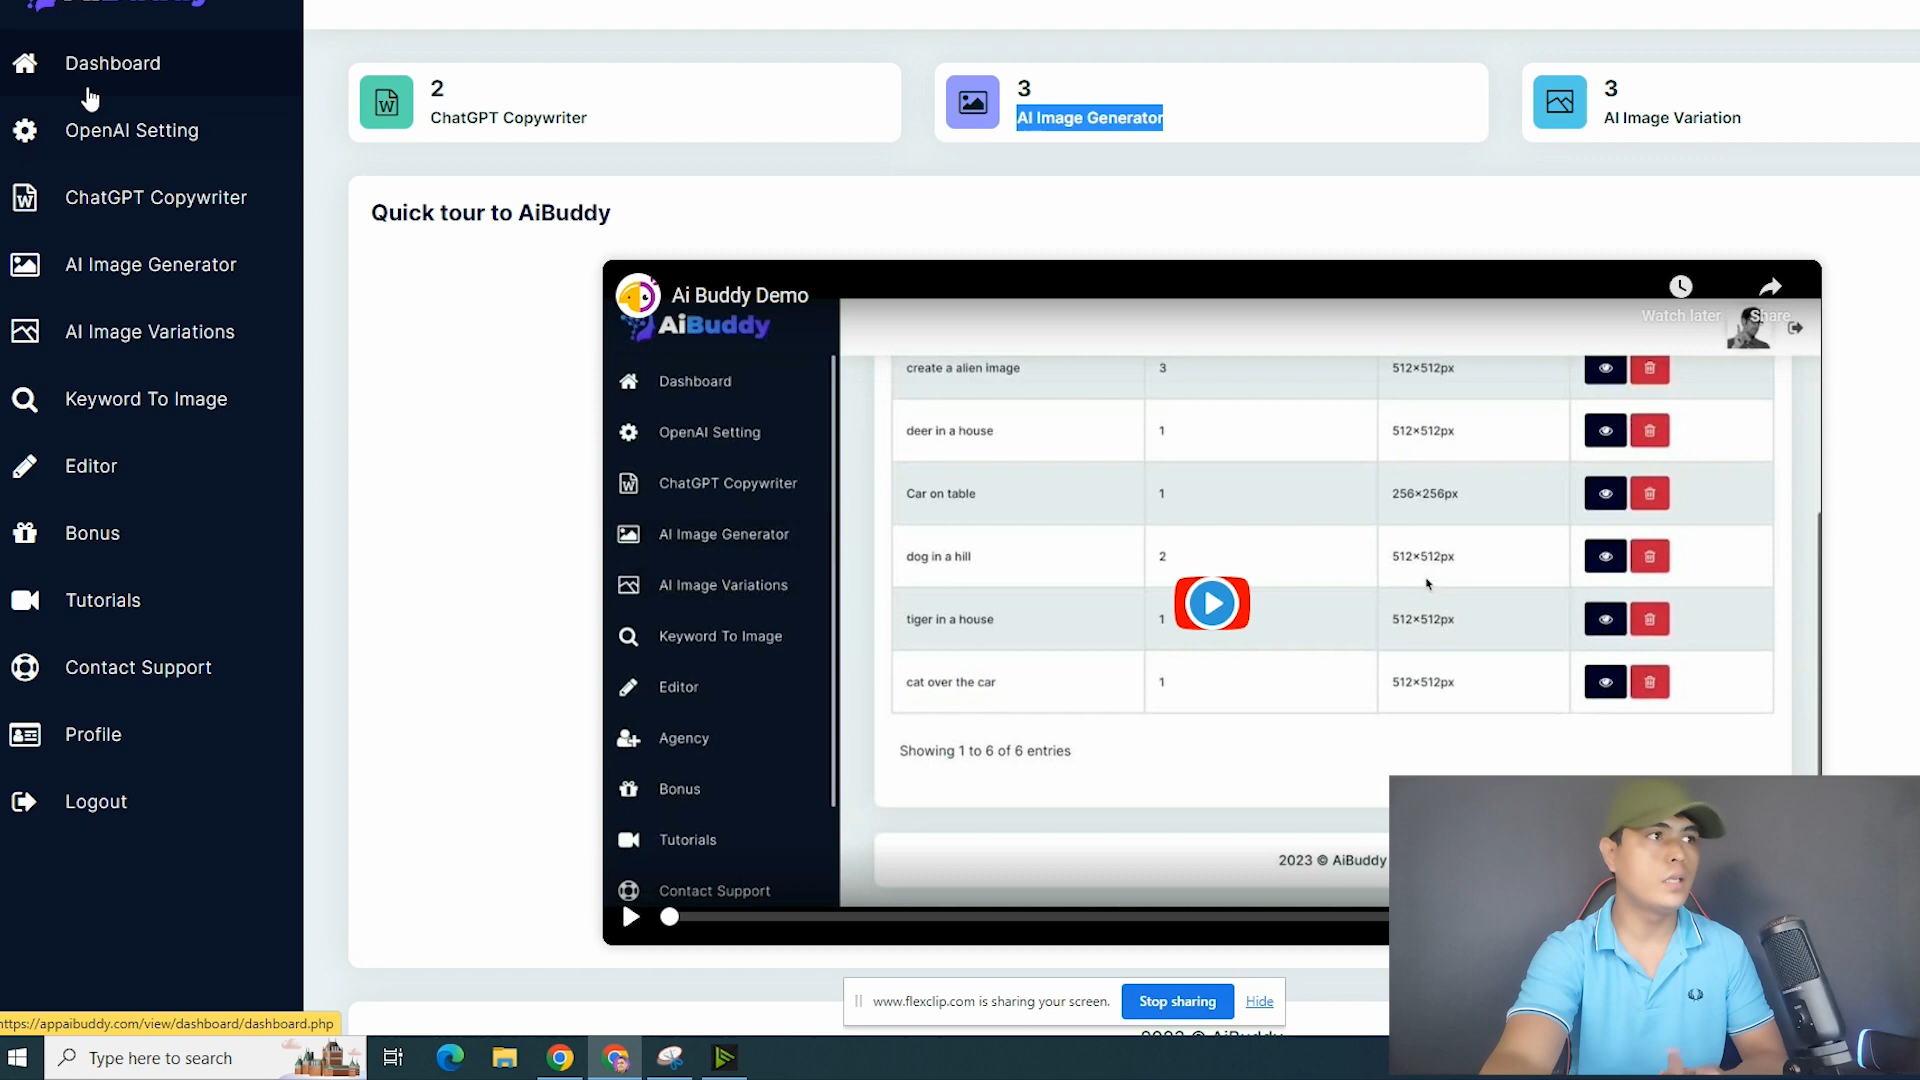 AiBuddy
Dashboard
OpenAI Setting
ChatGPT Copywriter
AI Image Generator
AI Image Variations
Keyword To Image
Editor
Bonus
Tutorials
Contact Support
Profile
Logout
2
ChatGPT Copywriter
3
AI Image Generator
3
AI Image Variation
Quick tour to AiBuddy
Ai Buddy Demo
Watch later
Share
AiBuddy
Dashboard
OpenAI Setting
ChatGPT Copywriter
AI Image Generator
AI Image Variations
Keyword To Image
Editor
Agency
Bonus
Tutorials
Contact Support
create a alien image 3 512×512px
deer in a house 1 512×512px
Car on table 1 256×256px
dog in a hill 2 512×512px
tiger in a house 1 512×512px
cat over the car 1 512×512px
Showing 1 to 6 of 6 entries
2023 © AiBuddy
www.flexclip.com is sharing your screen. Stop sharing Hide
2023 © AiBuddy
https://appaibuddy.com/view/dashboard/dashboard.php
Type here to search